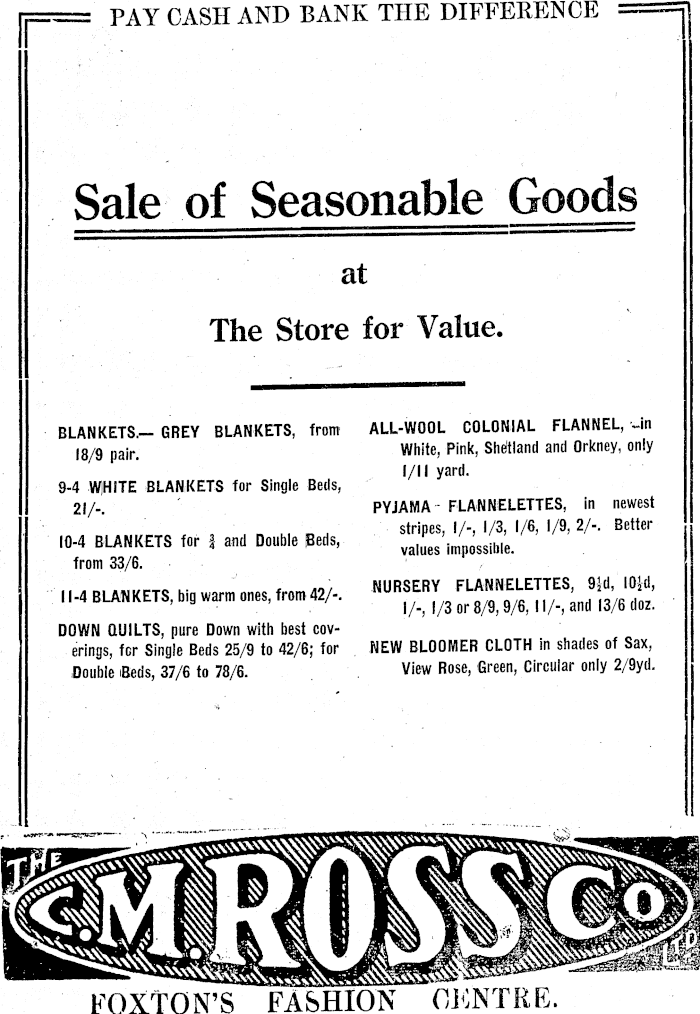 PAY CASH AND BANK THE DIFFERENCE
Sale of Seasonable Goods
at
The Store for Value.
BLANKETS.— GREY BLANKETS, from
18/9 pair.
9-4 WHITE BLANKETS for Single Beds,
21/-.
10-4 BLANKETS for ¾ and Double Beds,
from 33/6.
11-4 BLANKETS, big warm ones, from 42/-.
DOWN QUILTS, pure Down with best cov-
erings, for Single Beds 25/9 to 42/6; for
Double Beds, 37/6 to 78/6.
ALL-WOOL COLONIAL FLANNEL, -in
White, Pink, Shetland and Orkney, only
1/11 yard.
PYJAMA - FLANNELETTES, in newest
stripes, 1/-, 1/3, 1/6, 1/9, 2/-. Better
values impossible.
NURSERY FLANNELETTES, 9½d, 10½d,
1/-, 1/3 or 8/9, 9/6, 11/-, and 13/6 doz.
NEW BLOOMER CLOTH in shades of Sax,
View Rose, Green, Circular only 2/9yd.
THE
C.M. ROSS Co
LTD
FOXTON'S FASHION CENTRE.